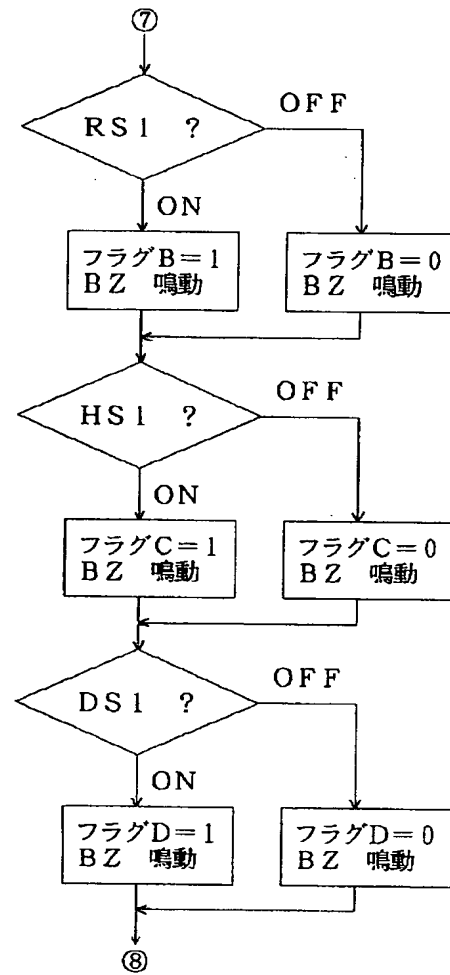 ⑦
RS1 ?
OFF
ON
フラグB=1
BZ 鳴動
フラグB=0
BZ 鳴動
HS1 ?
OFF
ON
フラグC=1
BZ 鳴動
フラグC=0
BZ 鳴動
DS1 ?
OFF
ON
フラグD=1
BZ 鳴動
フラグD=0
BZ 鳴動
⑧